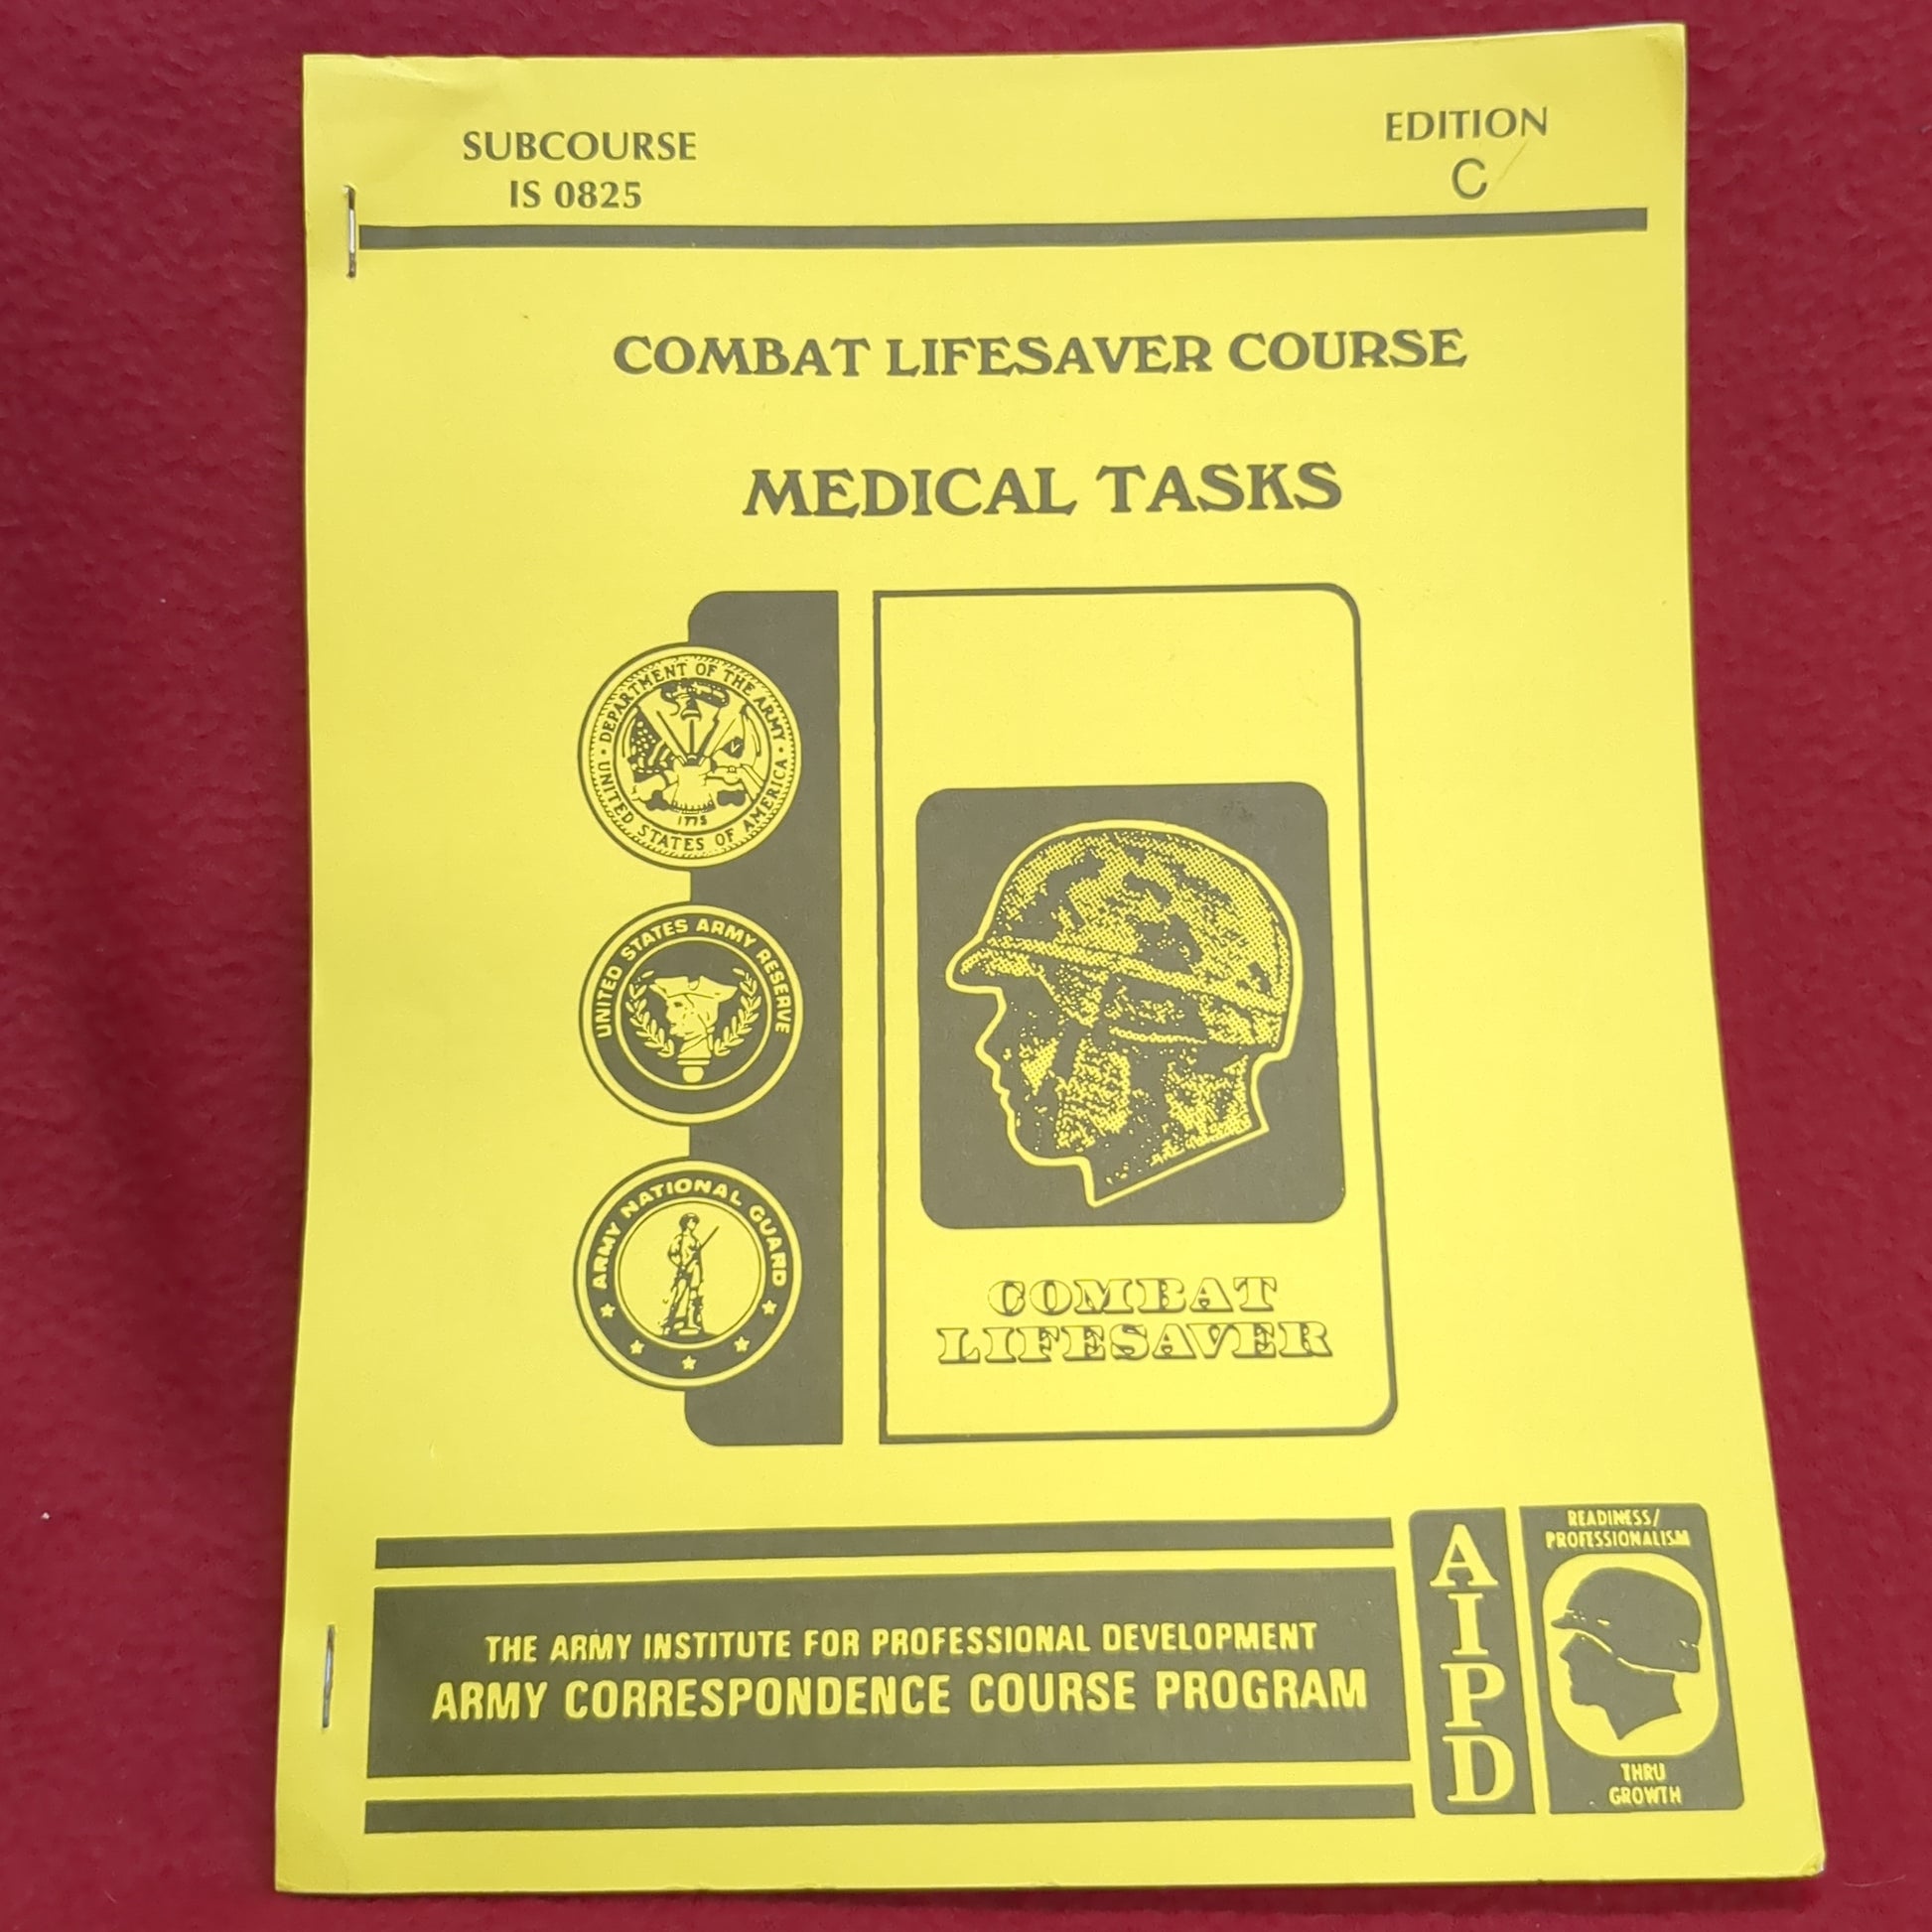 SUBCOURSE
IS 0825
EDITION
C
COMBAT LIFESAVER COURSE
MEDICAL TASKS
DEPARTMENT OF THE ARMY
UNITED STATES OF AMERICA
1775
UNITED STATES ARMY RESERVE
ARMY NATIONAL GUARD
COMBAT
LIFESAVER
THE ARMY INSTITUTE FOR PROFESSIONAL DEVELOPMENT
ARMY CORRESPONDENCE COURSE PROGRAM
A
I
P
D
READINESS/
PROFESSIONALISM
THRU
GROWTH